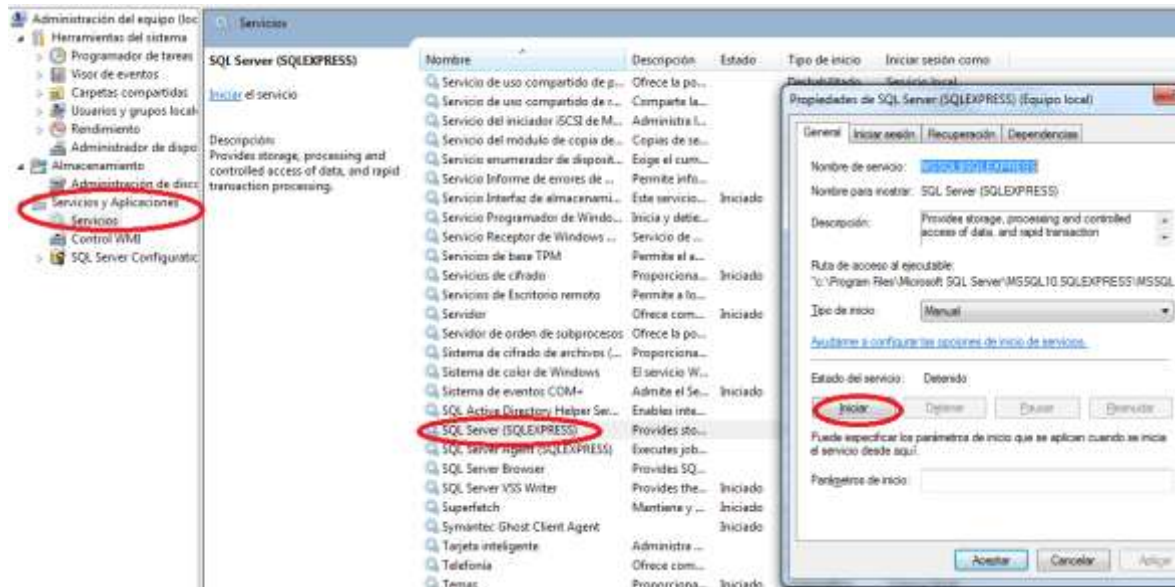 Administración del equipo (loc
Herramientas del sistema
Programador de tareas
Visor de eventos
Carpetas compartidas
Usuarios y grupos local
Rendimiento
Administrador de dispo
Almacenamiento
Administración de disco
Servicios y Aplicaciones
Servicios
Control WMI
SQL Server Configuratic
Servicios
SQL Server (SQLEXPRESS)
Iniciar el servicio
Descripción:
Provides storage, processing and
controlled access of data, and rapid
transaction processing.
Nombre Descripción Estado Tipo de inicio Iniciar sesión como
Servicio de uso compartido de p... Ofrece la po... Deshabilitado Servicio local
Servicio de uso compartido de r... Comparte la...
Servicio del iniciador iSCSI de M... Administra l...
Servicio del módulo de copia de... Copias de se...
Servicio enumerador de disposit... Exige el cum...
Servicio Informe de errores de ... Permite info...
Servicio Interfaz de almacenami... Este servicio... Iniciado
Servicio Programador de Windo... Inicia y detie...
Servicio Receptor de Windows ... Servicio de ...
Servicios de base TPM Permite el a...
Servicios de cifrado Proporciona... Iniciado
Servicios de Escritorio remoto Permite a lo...
Servidor Ofrece com... Iniciado
Servidor de orden de subprocesos Ofrece la po...
Sistema de cifrado de archivos (... Proporciona...
Sistema de color de Windows El servicio W...
Sistema de eventos COM+ Admite el Se... Iniciado
SQL Active Directory Helper Ser... Enables inte...
SQL Server (SQLEXPRESS) Provides sto...
SQL Server Agent (SQLEXPRESS) Executes job...
SQL Server Browser Provides SQ...
SQL Server VSS Writer Provides the... Iniciado
Superfetch Mantiene y ... Iniciado
Symantec Ghost Client Agent Iniciado
Tarjeta inteligente Administra ...
Telefonía Ofrece com...
Temas Proporciona... Iniciado
Propiedades de SQL Server (SQLEXPRESS) (Equipo local)
General Iniciar sesión Recuperación Dependencias
Nombre de servicio: MSSQL$SQLEXPRESS
Nombre para mostrar: SQL Server (SQLEXPRESS)
Descripción: Provides storage, processing and controlled
access of data, and rapid transaction
Ruta de acceso al ejecutable:
"c:\Program Files\Microsoft SQL Server\MSSQL10.SQLEXPRESS\MSSQL
Tipo de inicio Manual
Ayudarme a configurar las opciones de inicio de servicios.
Estado del servicio: Detenido
Iniciar Detener Pausar Reanudar
Puede especificar los parámetros de inicio que se aplican cuando se inicia
el servicio desde aquí.
Parámetros de inicio:
Aceptar Cancelar Aplicar